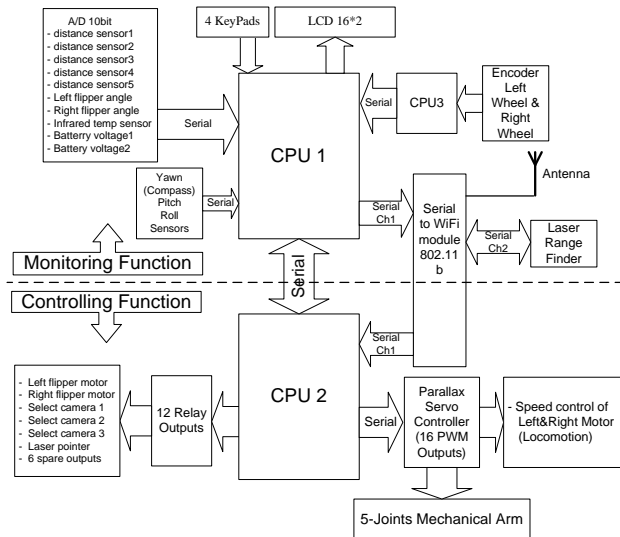 A/D 10bit
- distance sensor1
- distance sensor2
- distance sensor3
- distance sensor4
- distance sensor5
- Left flipper angle
- Right flipper angle
- Infrared temp sensor
- Batterry voltage1
- Battery voltage2
4 KeyPads
LCD 16*2
Serial
CPU 1
Serial
CPU3
Encoder
Left
Wheel &
Right
Wheel
Antenna
Yawn
(Compass)
Pitch
Roll
Sensors
Serial
Serial
Ch1
Serial
to WiFi
module
802.11
b
Serial
Ch2
Laser
Range
Finder
Monitoring Function
Serial
Controlling Function
Serial
Ch1
- Left flipper motor
- Right flipper motor
- Select camera 1
- Select camera 2
- Select camera 3
- Laser pointer
- 6 spare outputs
12 Relay
Outputs
CPU 2
Serial
Parallax
Servo
Controller
(16 PWM
Outputs)
- Speed control of
Left&Right Motor
(Locomotion)
5-Joints Mechanical Arm